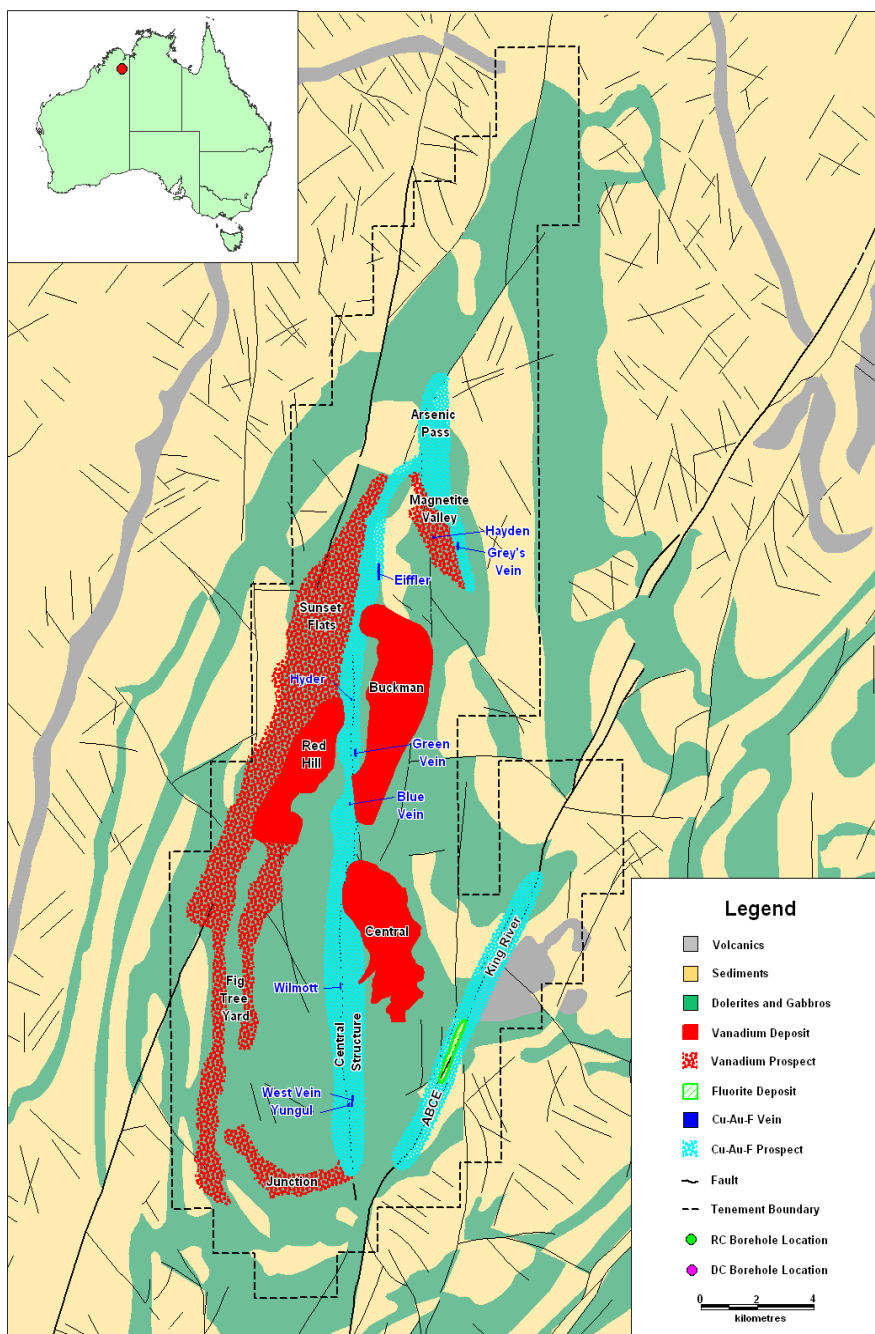 Arsenic
Pass
Magnetite
Valley
Hayden
Grey's
Vein
Eiffler
Sunset
Flats
Hyder
Buckman
Red
Hill
Green
Vein
Blue
Vein
Central
King River
Fig
Tree
Yard
Wilmott
Central
Structure
West Vein
Yungul
ABCE
Junction
Legend
Volcanics
Sediments
Dolerites and Gabbros
Vanadium Deposit
Vanadium Prospect
Fluorite Deposit
Cu-Au-F Vein
Cu-Au-F Prospect
Fault
Tenement Boundary
RC Borehole Location
DC Borehole Location
0 2 4
kilometres